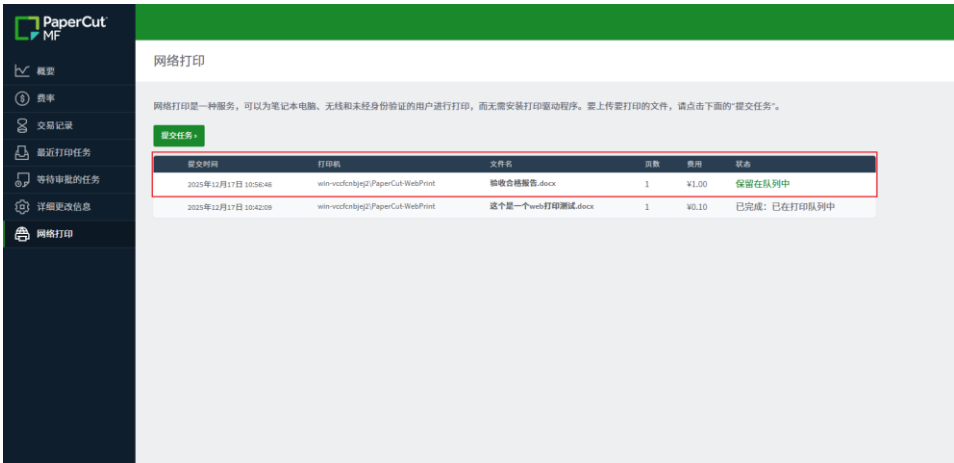 PaperCut
MF
概要
费率
交易记录
最近打印任务
等待审批的任务
详细更改信息
网络打印
网络打印
网络打印是一种服务，可以为笔记本电脑、无线和未经身份验证的用户进行打印，而无需安装打印驱动程序。要上传要打印的文件，请点击下面的“提交任务”。
提交任务 »
提交时间 打印机 文件名 页数 费用 状态
2025年12月17日 10:56:46 win-vccfcnbjej2\PaperCut-WebPrint 验收合格报告.docx 1 ¥1.00 保留在队列中
2025年12月17日 10:42:09 win-vccfcnbjej2\PaperCut-WebPrint 这个是一个web打印测试.docx 1 ¥0.10 已完成：已在打印队列中